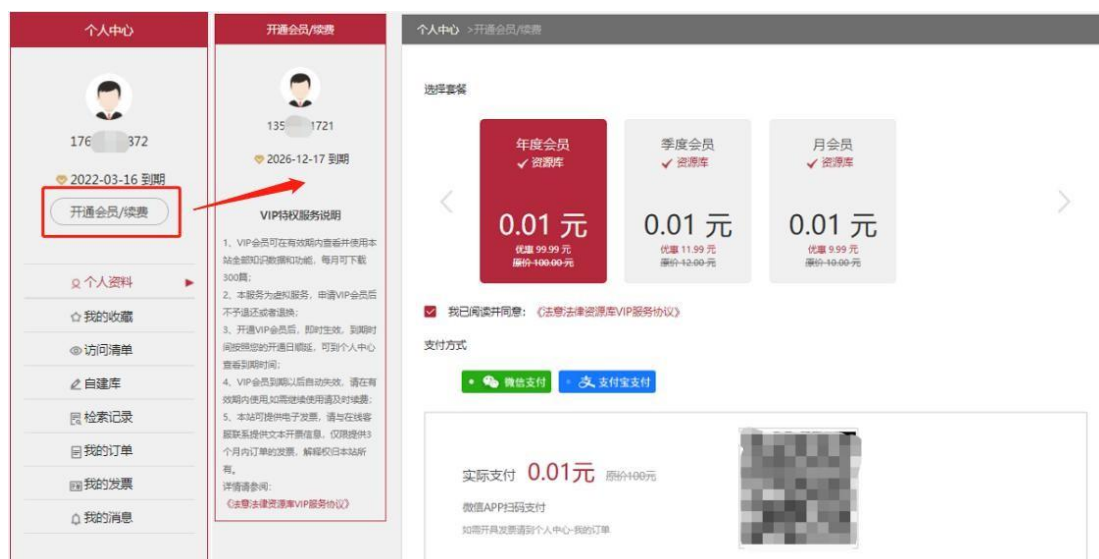 个人中心
176 372
2022-03-16 到期
开通会员/续费
个人资料
我的收藏
访问清单
自建库
检索记录
我的订单
我的发票
我的消息
开通会员/续费
135 1721
2026-12-17 到期
VIP特权服务说明
1、VIP会员可在有效期内查看并使用本
站全部知识数据和功能，每月可下载
300篇；
2、本服务为虚拟服务，申请VIP会员后
不予退还或者退换；
3、开通VIP会员后，即时生效，到期时
间按照您的开通日顺延，可到个人中心
查看到期时间；
4、VIP会员到期以后自动失效，请在有
效期内使用,如需继续使用请及时续费；
5、本站可提供电子发票，请与在线客
服联系提供文本开票信息，仅限提供3
个月内订单的发票，解释权归本站所
有。
详情请参阅：
《法意法律资源库VIP服务协议》
个人中心 >开通会员/续费
选择套餐
年度会员
资源库
0.01 元
优惠 99.99 元
原价 100.00 元
季度会员
资源库
0.01 元
优惠 11.99 元
原价 12.00 元
月会员
资源库
0.01 元
优惠 9.99 元
原价 10.00 元
我已阅读并同意：《法意法律资源库VIP服务协议》
支付方式
微信支付 支付宝支付
实际支付 0.01元 原价100元
微信APP扫码支付
如需开具发票请到个人中心-我的订单